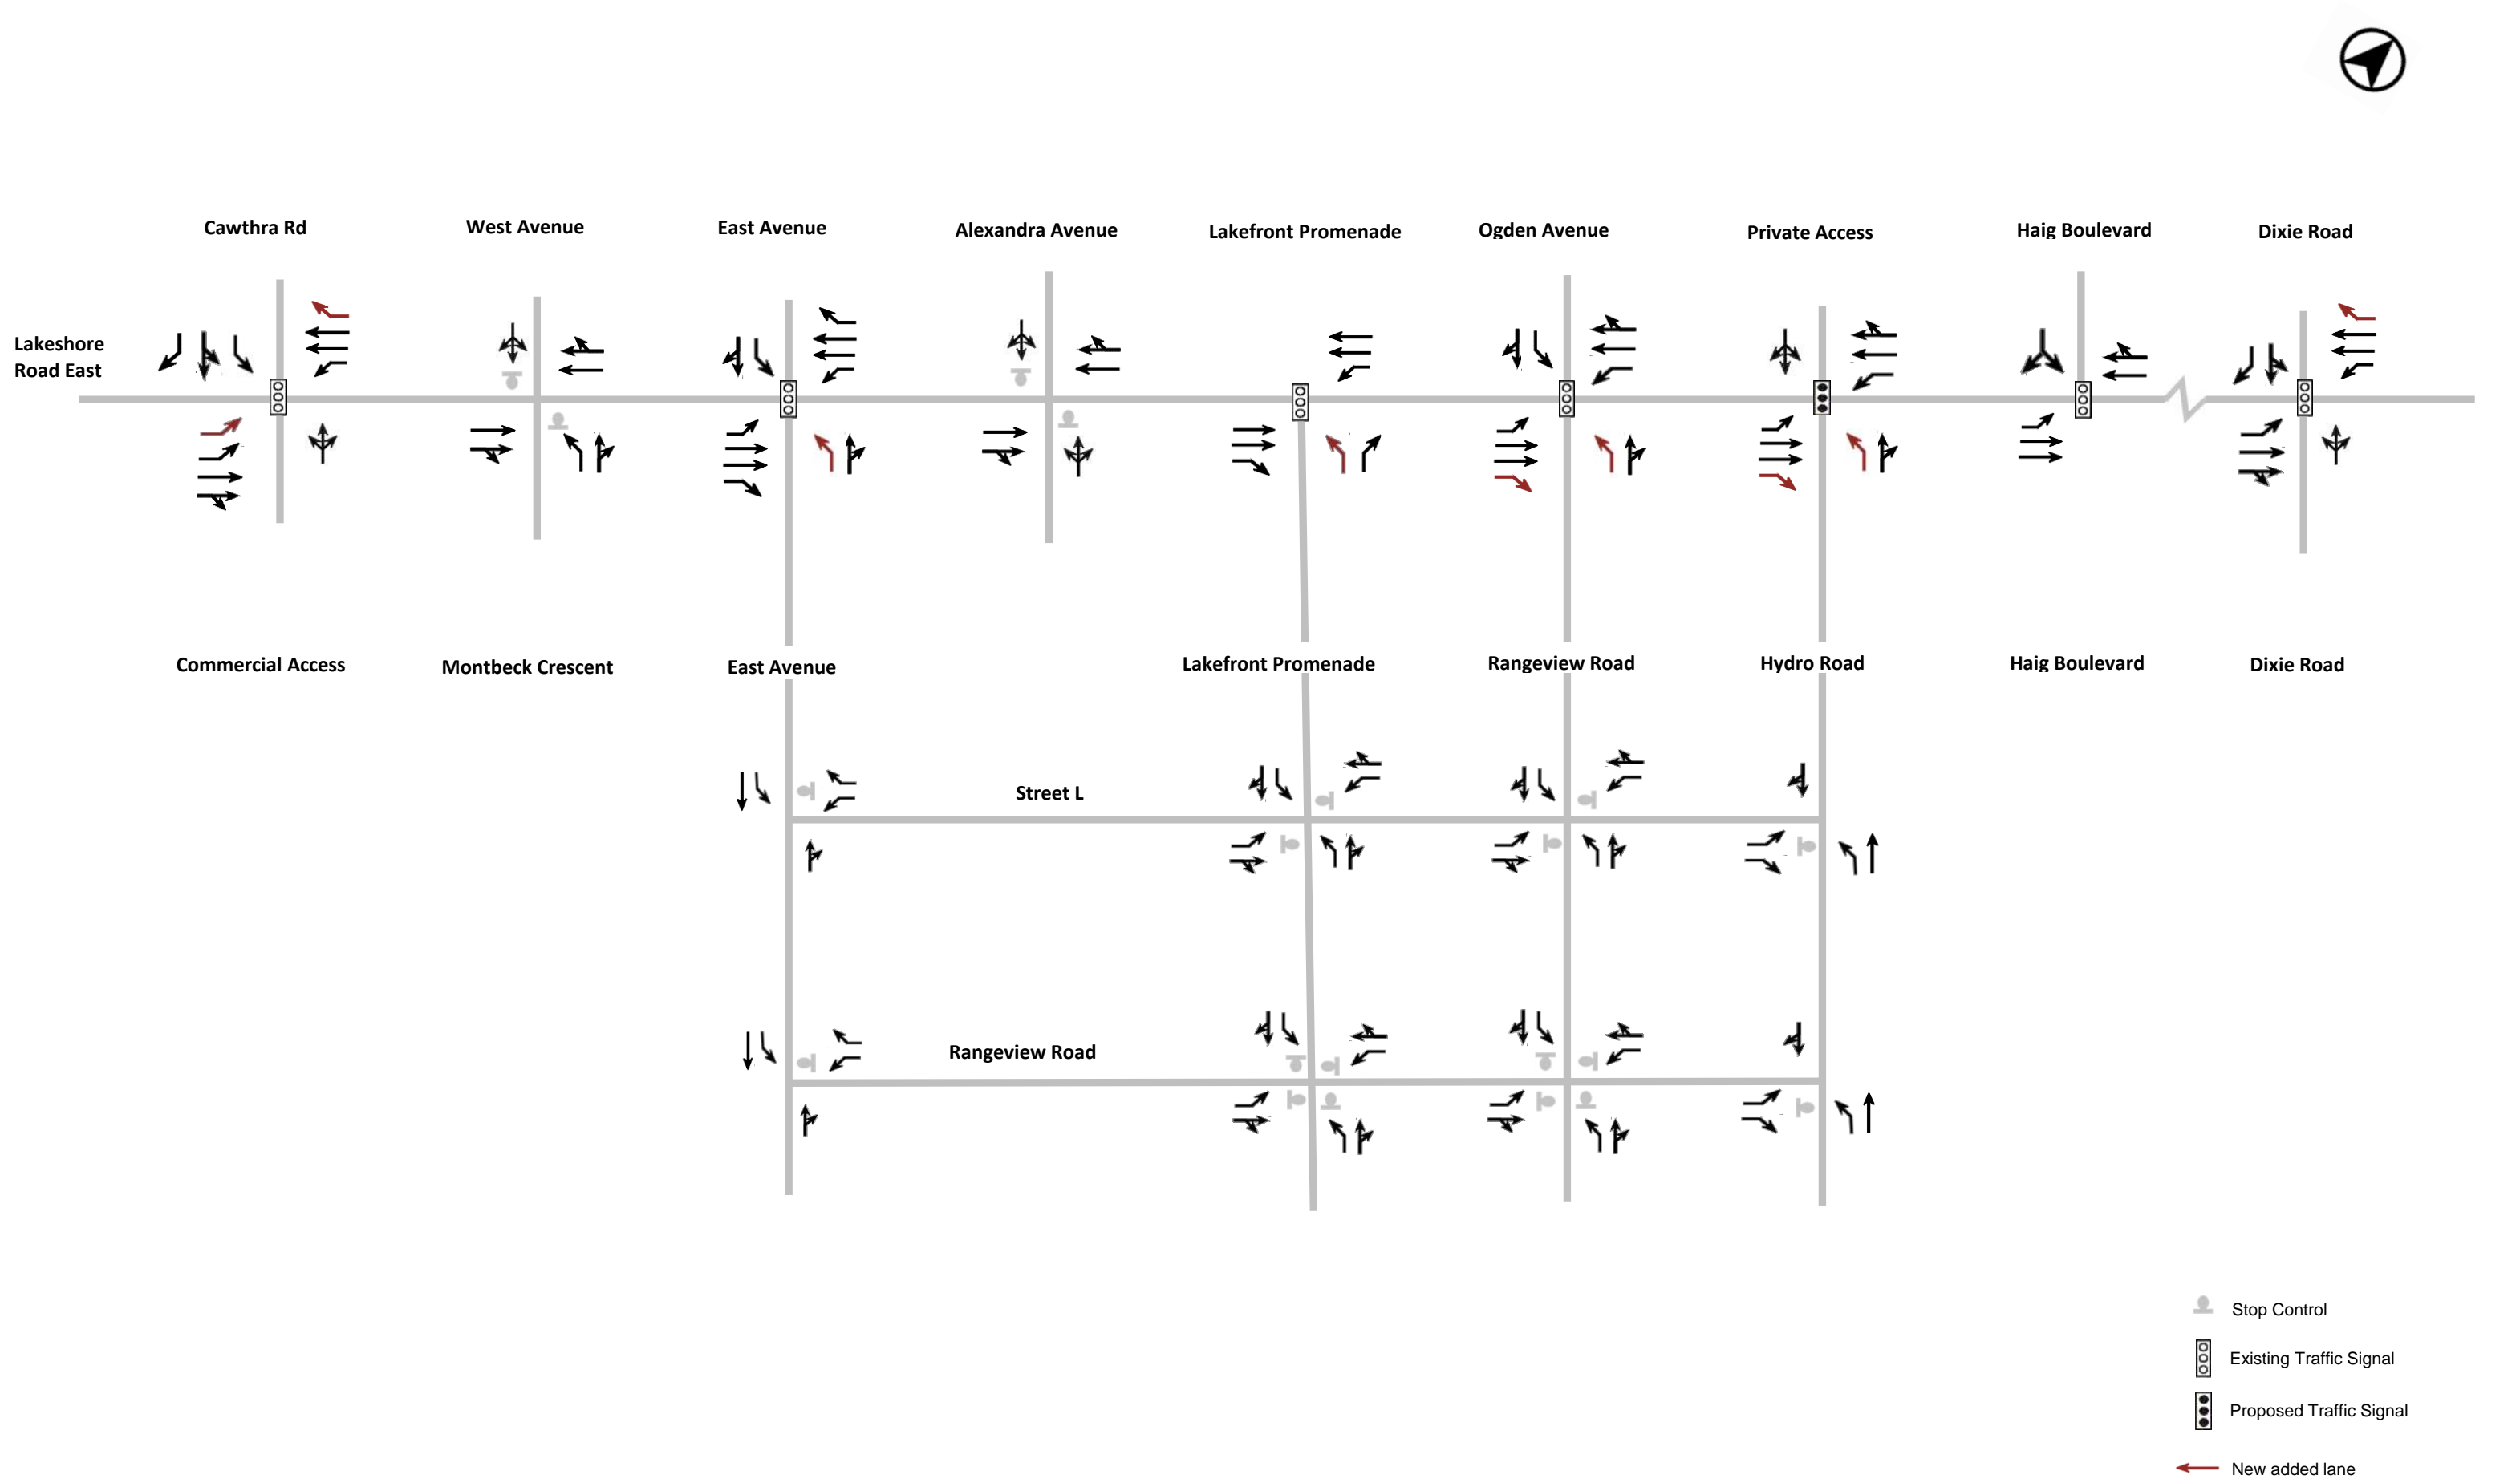 Cawthra Rd
West Avenue
East Avenue
Alexandra Avenue
Lakefront Promenade
Ogden Avenue
Private Access
Haig Boulevard
Dixie Road
Lakeshore
Road East
Commercial Access
Montbeck Crescent
East Avenue
Lakefront Promenade
Rangeview Road
Hydro Road
Haig Boulevard
Dixie Road
Street L
Rangeview Road
Stop Control
Existing Traffic Signal
Proposed Traffic Signal
New added lane